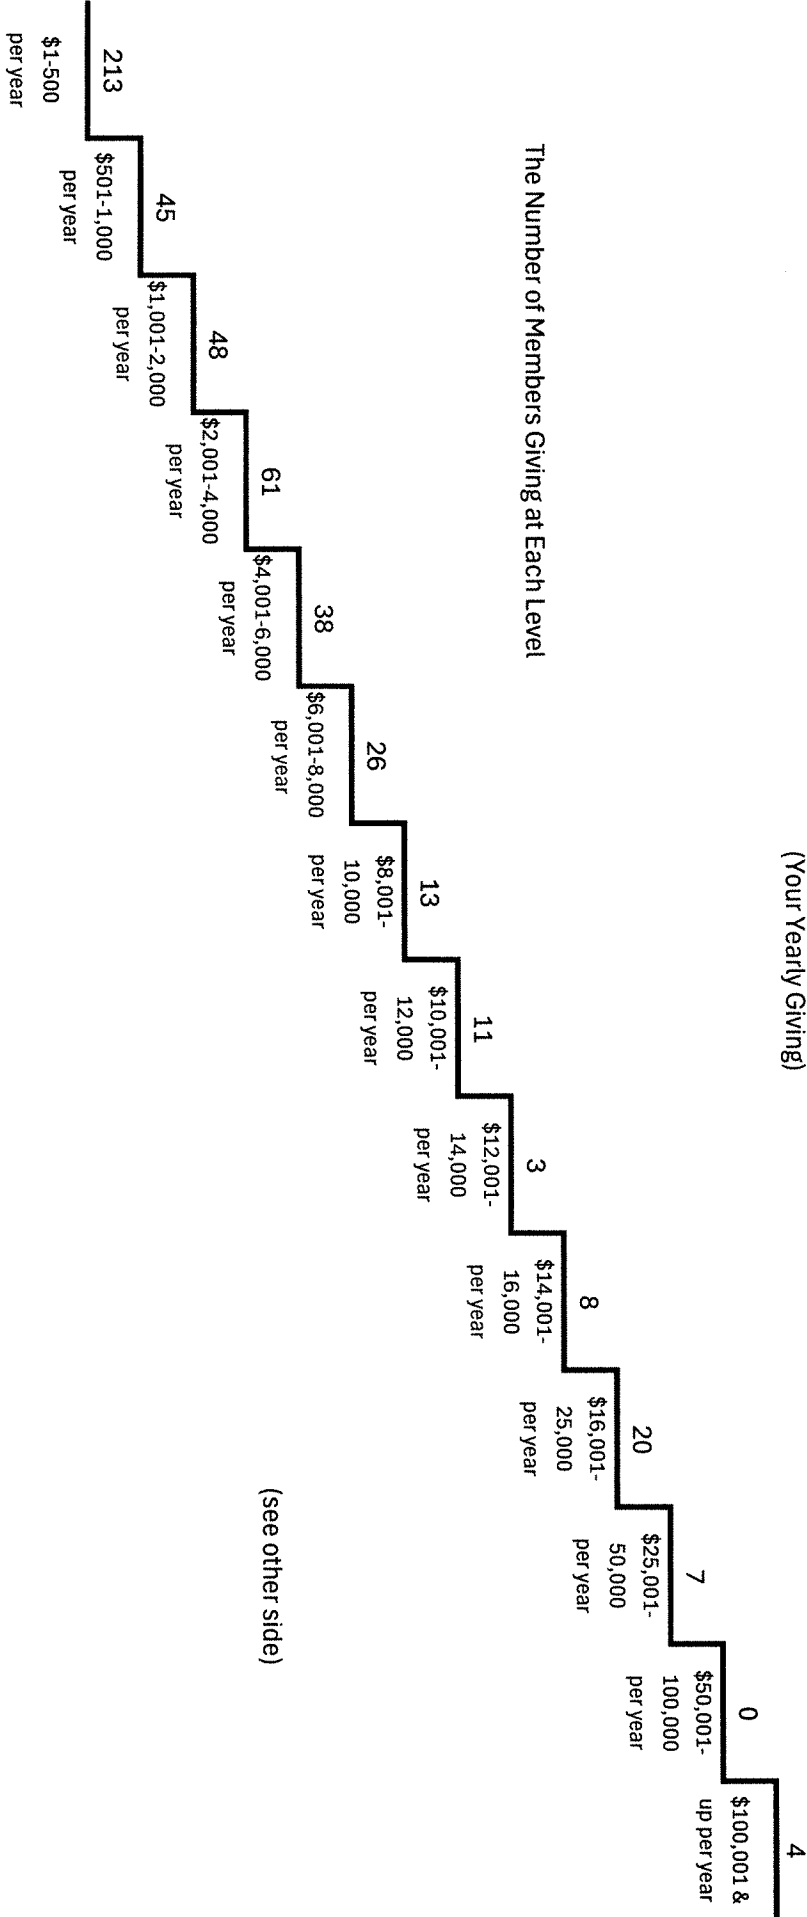 (Your Yearly Giving)
The Number of Members Giving at Each Level
213
$1-500
per year
45
$501-1,000
per year
48
$1,001-2,000
per year
61
$2,001-4,000
per year
38
$4,001-6,000
per year
26
$6,001-8,000
per year
13
$8,001-
10,000
per year
11
$10,001-
12,000
per year
3
$12,001-
14,000
per year
8
$14,001-
16,000
per year
20
$16,001-
25,000
per year
7
$25,001-
50,000
per year
0
$50,001-
100,000
per year
4
$100,001 &
up per year
(see other side)